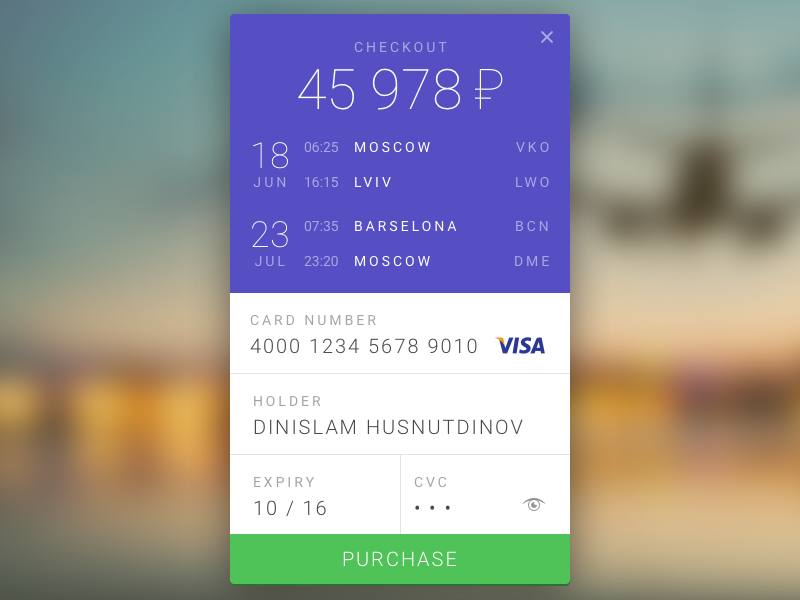 CHECKOUT
45 978 ₽
18 JUN
06:25 MOSCOW VKO
16:15 LVIV LWO
23 JUL
07:35 BARSELONA BCN
23:20 MOSCOW DME
CARD NUMBER
4000 1234 5678 9010 VISA
HOLDER
DINISLAM HUSNUTDINOV
EXPIRY
10 / 16
CVC
• • •
PURCHASE